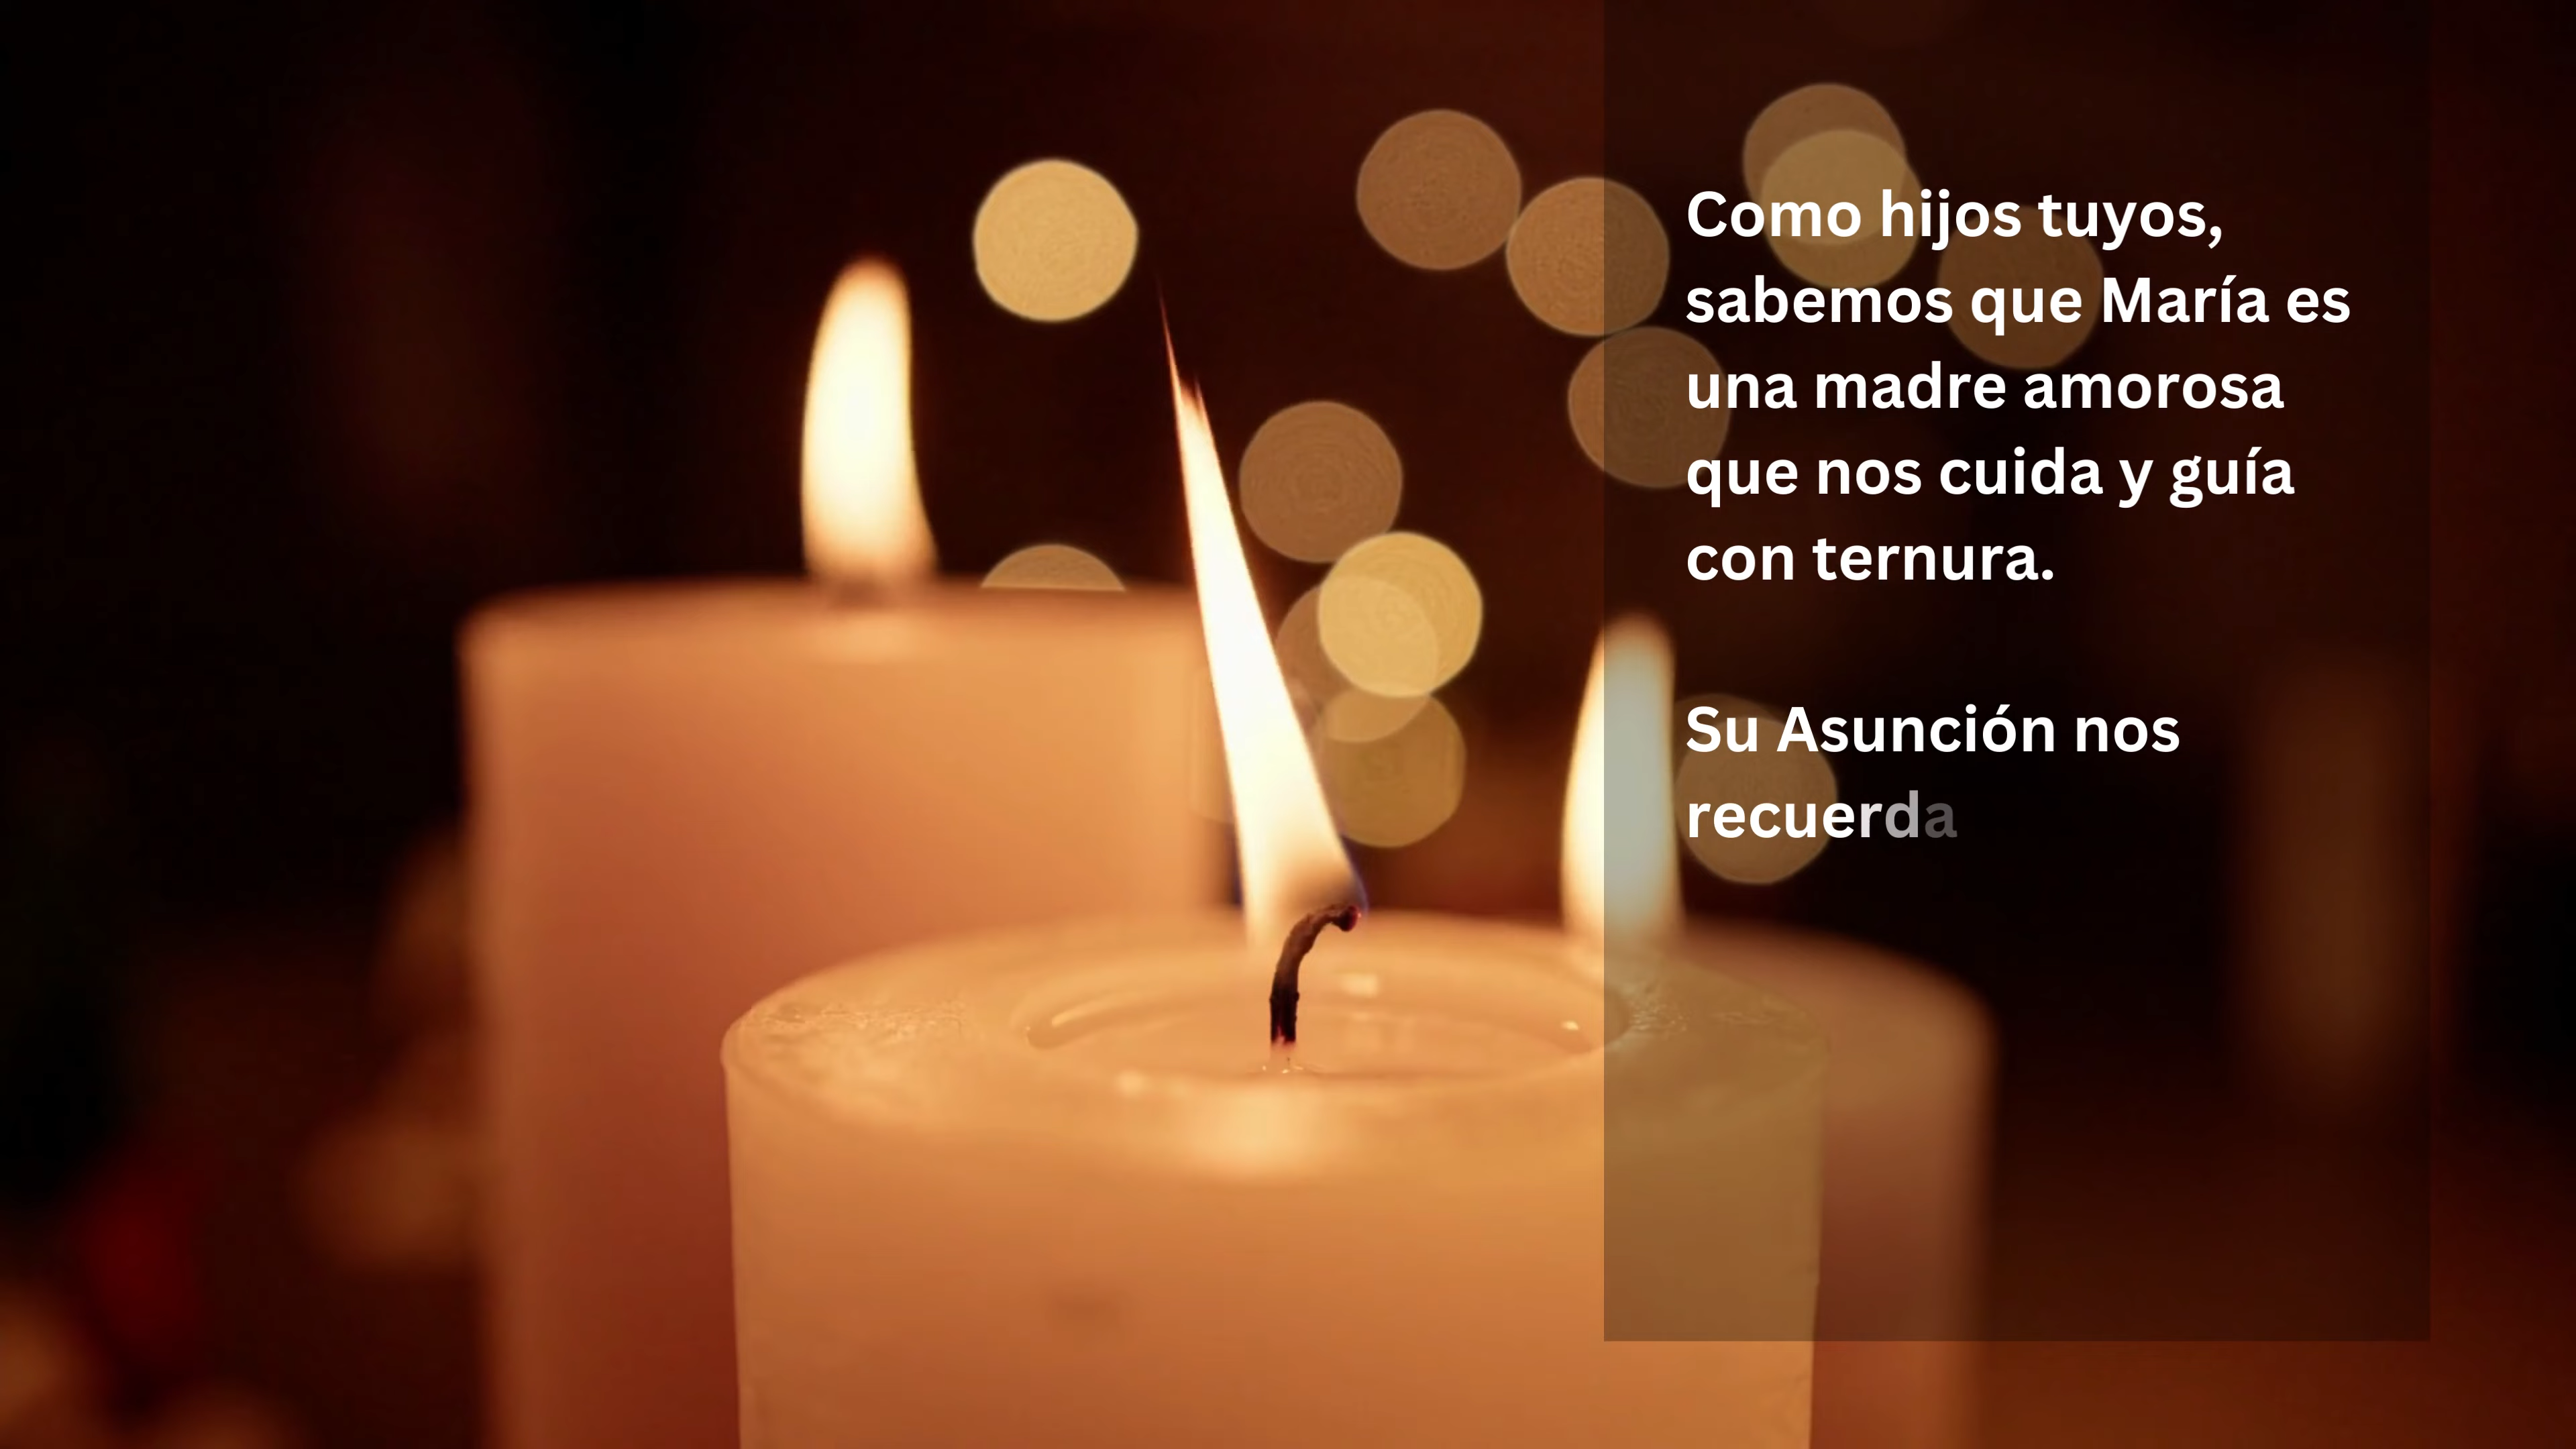 Como hijos tuyos,
sabemos que María es
una madre amorosa
que nos cuida y guía
con ternura.
Su Asunción nos
recuerda